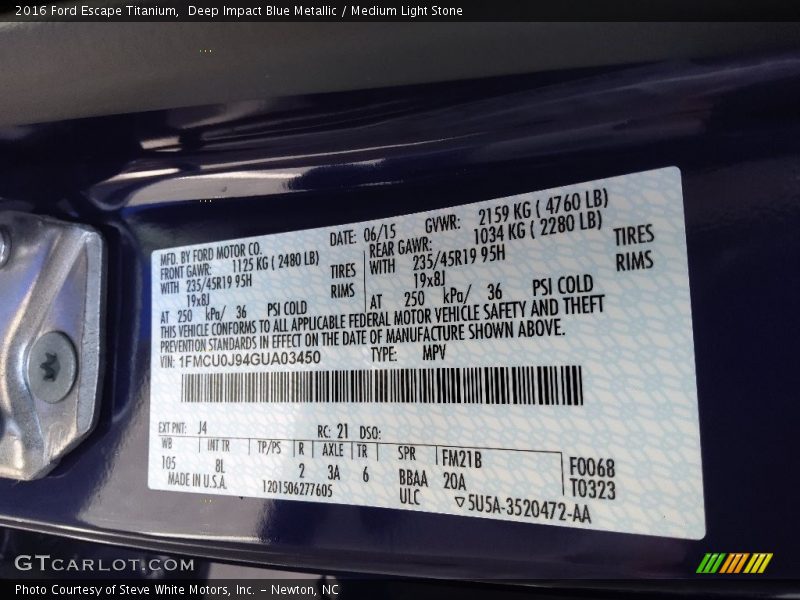 2016 Ford Escape Titanium,  Deep Impact Blue Metallic / Medium Light Stone
MFD. BY FORD MOTOR CO. DATE: 06/15 GVWR: 2159 KG ( 4760 LB)
FRONT GAWR: 1125 KG ( 2480 LB) REAR GAWR: 1034 KG ( 2280 LB)
WITH 235/45R19 95H TIRES WITH 235/45R19 95H TIRES
19x8J RIMS 19x8J RIMS
AT 250 kPa/ 36 PSI COLD AT 250 kPa/ 36 PSI COLD
THIS VEHICLE CONFORMS TO ALL APPLICABLE FEDERAL MOTOR VEHICLE SAFETY AND THEFT
PREVENTION STANDARDS IN EFFECT ON THE DATE OF MANUFACTURE SHOWN ABOVE.
VIN: 1FMCU0J94GUA03450 TYPE: MPV
EXT PNT: J4 RC: 21 DSO:
WB INT TR TP/PS R AXLE TR SPR FM21B
105 8L 2 3A 6 BBAA 20A F0068
MADE IN U.S.A. 1201506277605 ULC ▽5U5A-3520472-AA T0323
GTCARLOT.COM
Photo Courtesy of Steve White Motors, Inc. – Newton, NC